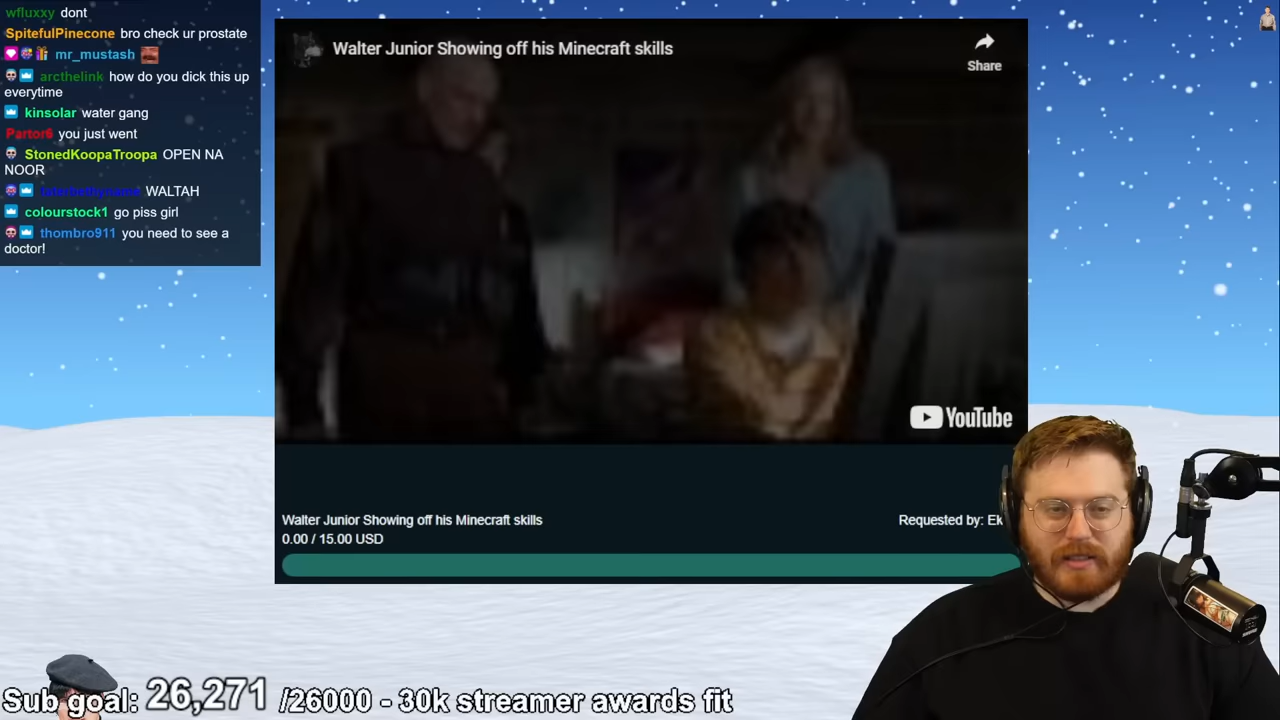 wfluxxy dont
SpitefulPinecone bro check ur prostate
mr_mustash
arcthelink how do you dick this up
everytime
kinsolar water gang
Partor6 you just went
StonedKoopaTroopa OPEN NA
NOOR
WALTAH
colourstock1 go piss girl
thombro911 you need to see a
doctor!
Walter Junior Showing off his Minecraft skills
Share
YouTube
Walter Junior Showing off his Minecraft skills
Requested by: Ek
0.00 / 15.00 USD
Sub goal: 26,271 /26000 - 30k streamer awards fit